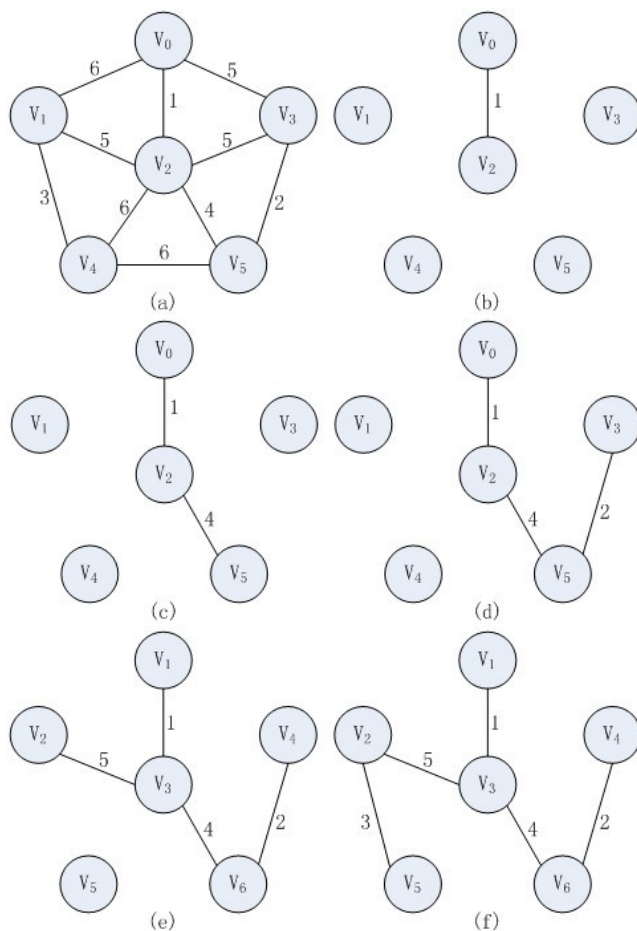 V₀ V₀
6 5
V₁ 1 V₃ V₁ 1 V₃
5 5
V₂ V₂
3 6 4 2
V₄ 6 V₅ V₄ V₅
(a) (b)
V₀ V₀
V₁ 1 V₃ V₁ 1 V₃
V₂ V₂
4 4 2
V₄ V₅ V₄ V₅
(c) (d)
V₁ V₁
V₂ 1 V₄ V₂ 1 V₄
5 5
V₃ V₃
4 2 3 4 2
V₅ V₆ V₅ V₆
(e) (f)